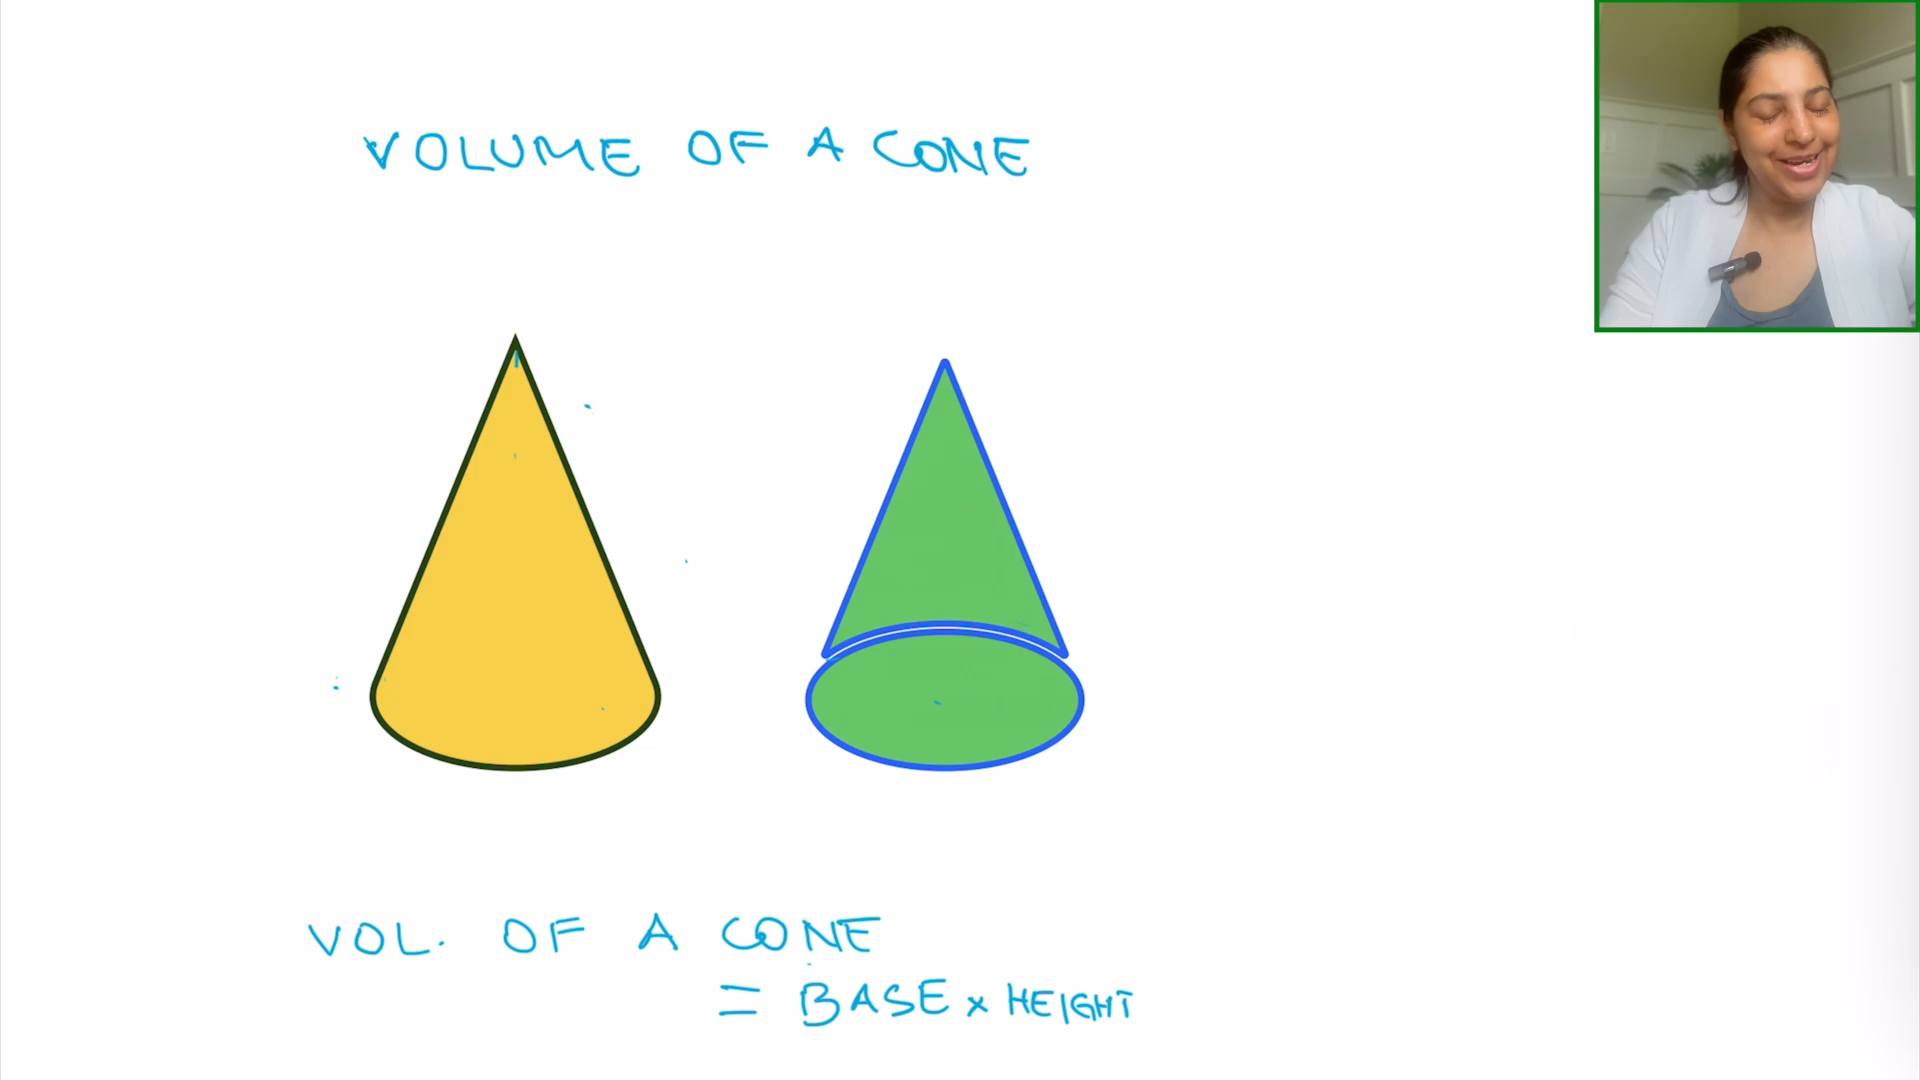 VOLUME OF A CONE
VOL. OF A CONE
= BASE x HEIGHT